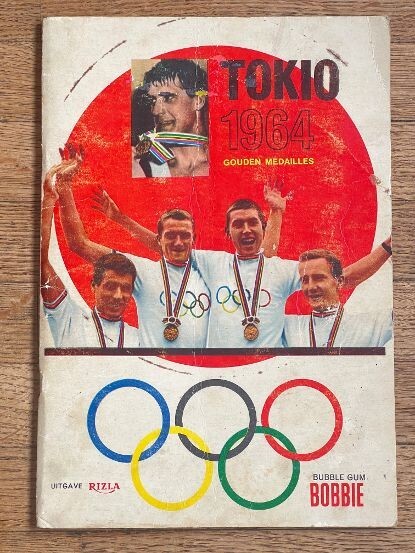 TOKIO
1964
GOUDEN MEDAILLES
UITGAVE RIZLA
BUBBLE GUM
BOBBIE